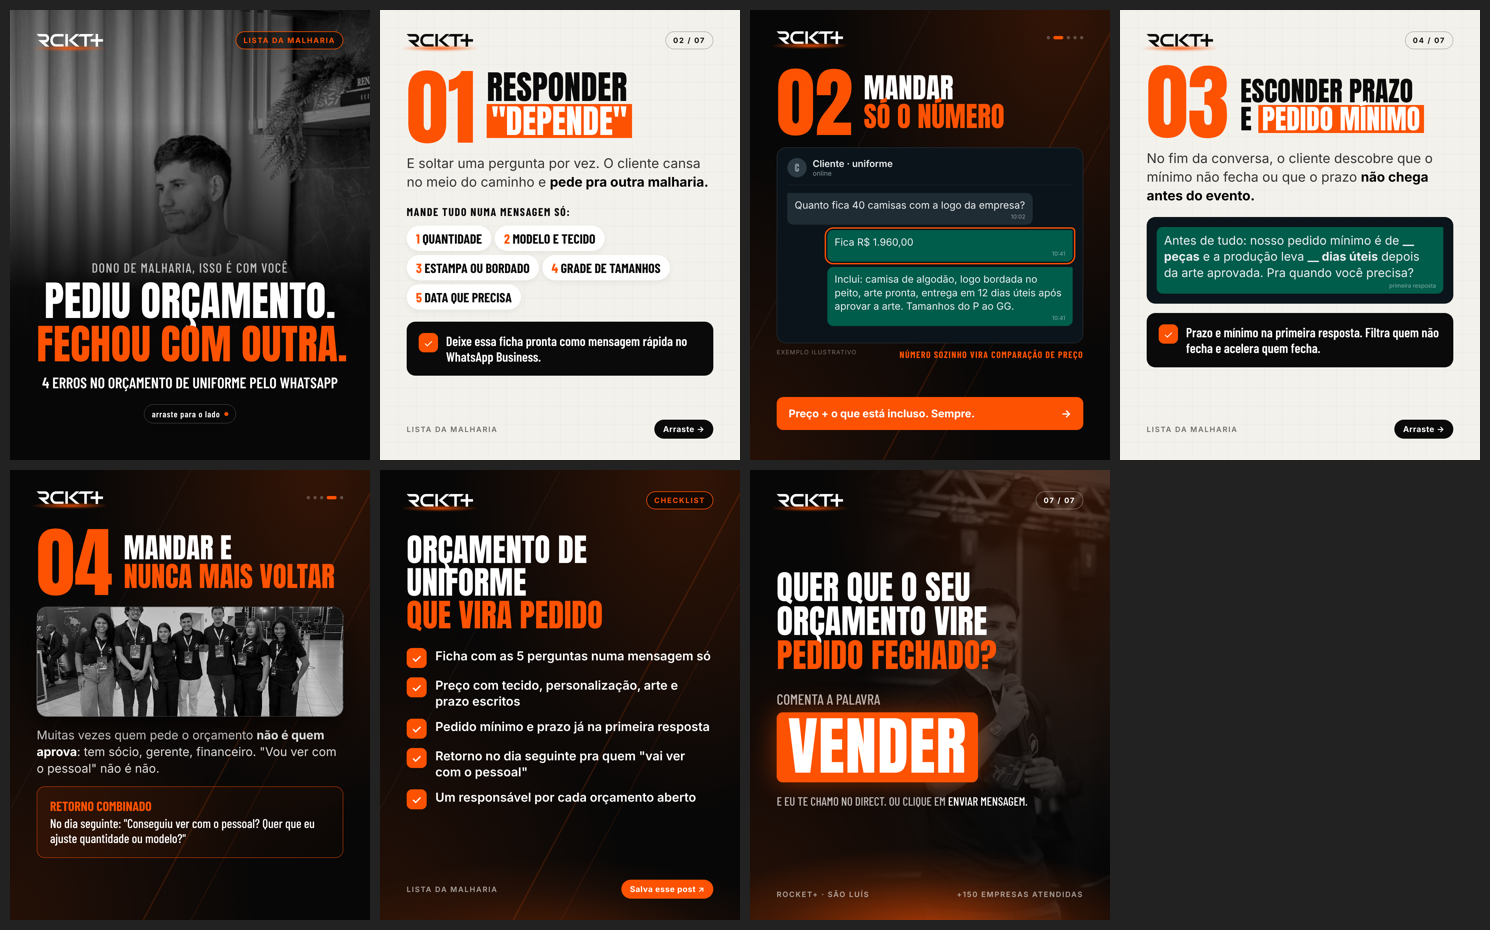 RCKT+
LISTA DA MALHARIA
REN
DONO DE MALHARIA, ISSO É COM VOCÊ
PEDIU ORÇAMENTO.
FECHOU COM OUTRA.
4 ERROS NO ORÇAMENTO DE UNIFORME PELO WHATSAPP
arraste para o lado
RCKT+
02 / 07
01
RESPONDER
"DEPENDE"
E soltar uma pergunta por vez. O cliente cansa
no meio do caminho e pede pra outra malharia.
MANDE TUDO NUMA MENSAGEM SÓ:
1 QUANTIDADE
2 MODELO E TECIDO
3 ESTAMPA OU BORDADO
4 GRADE DE TAMANHOS
5 DATA QUE PRECISA
Deixe essa ficha pronta como mensagem rápida no
WhatsApp Business.
LISTA DA MALHARIA
Arraste →
RCKT+
02
MANDAR
SÓ O NÚMERO
C
Cliente · uniforme
online
Quanto fica 40 camisas com a logo da empresa?
10:02
Fica R$ 1.960,00
10:41
Inclui: camisa de algodão, logo bordada no
peito, arte pronta, entrega em 12 dias úteis após
aprovar a arte. Tamanhos do P ao GG.
10:41
EXEMPLO ILUSTRATIVO
NÚMERO SOZINHO VIRA COMPARAÇÃO DE PREÇO
Preço + o que está incluso. Sempre. →
RCKT+
04 / 07
03
ESCONDER PRAZO
E PEDIDO MÍNIMO
No fim da conversa, o cliente descobre que o
mínimo não fecha ou que o prazo não chega
antes do evento.
Antes de tudo: nosso pedido mínimo é de __
peças e a produção leva __ dias úteis depois
da arte aprovada. Pra quando você precisa?
primeira resposta
Prazo e mínimo na primeira resposta. Filtra quem não
fecha e acelera quem fecha.
LISTA DA MALHARIA
Arraste →
RCKT+
04
MANDAR E
NUNCA MAIS VOLTAR
Muitas vezes quem pede o orçamento não é quem
aprova: tem sócio, gerente, financeiro. "Vou ver com
o pessoal" não é não.
RETORNO COMBINADO
No dia seguinte: "Conseguiu ver com o pessoal? Quer que eu
ajuste quantidade ou modelo?"
RCKT+
CHECKLIST
ORÇAMENTO DE
UNIFORME
QUE VIRA PEDIDO
Ficha com as 5 perguntas numa mensagem só
Preço com tecido, personalização, arte e
prazo escritos
Pedido mínimo e prazo já na primeira resposta
Retorno no dia seguinte pra quem "vai ver
com o pessoal"
Um responsável por cada orçamento aberto
LISTA DA MALHARIA
Salva esse post ↗
RCKT+
07 / 07
QUER QUE O SEU
ORÇAMENTO VIRE
PEDIDO FECHADO?
COMENTA A PALAVRA
VENDER
E EU TE CHAMO NO DIRECT. OU CLIQUE EM ENVIAR MENSAGEM.
ROCKET+ · SÃO LUÍS
+150 EMPRESAS ATENDIDAS